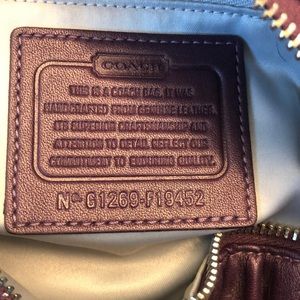 COACH
THIS IS A COACH BAG. IT WAS
HANDCRAFTED FROM GENUINE LEATHER.
ITS SUPERIOR CRAFTSMANSHIP AND
ATTENTION TO DETAIL REFLECT OUR
COMMITMENT TO ENDURING QUALITY.
Nº G1269-F19452